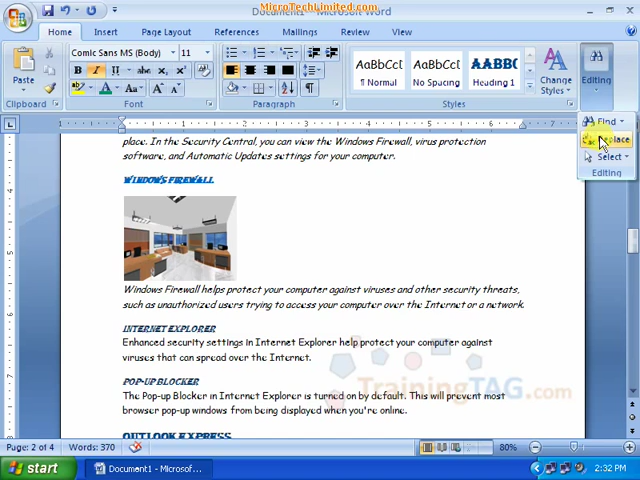 Document1 - Microsoft Word
MicroTechLimited.com
Home Insert Page Layout References Mailings Review View
Paste
Comic Sans MS (Body) 11
AaBbCcI AaBbCcI AABBC
¶ Normal No Spacing Heading 1
Change Styles
Editing
Clipboard Font Paragraph Styles
Find
Replace
Select
Editing
place. In the Security Central, you can view the Windows Firewall, virus protection
software, and Automatic Updates settings for your computer.
WINDOWS FIREWALL
Windows Firewall helps protect your computer against viruses and other security threats,
such as unauthorized users trying to access your computer over the Internet or a network.
INTERNET EXPLORER
Enhanced security settings in Internet Explorer help protect your computer against
viruses that can spread over the Internet.
TrainingTAG.com
POP-UP BLOCKER
The Pop-up Blocker in Internet Explorer is turned on by default. This will prevent most
browser pop-up windows from being displayed when you're online.
OUTLOOK EXPRESS
Page: 2 of 4 Words: 370 80%
start Document1 - Microsof... 2:32 PM